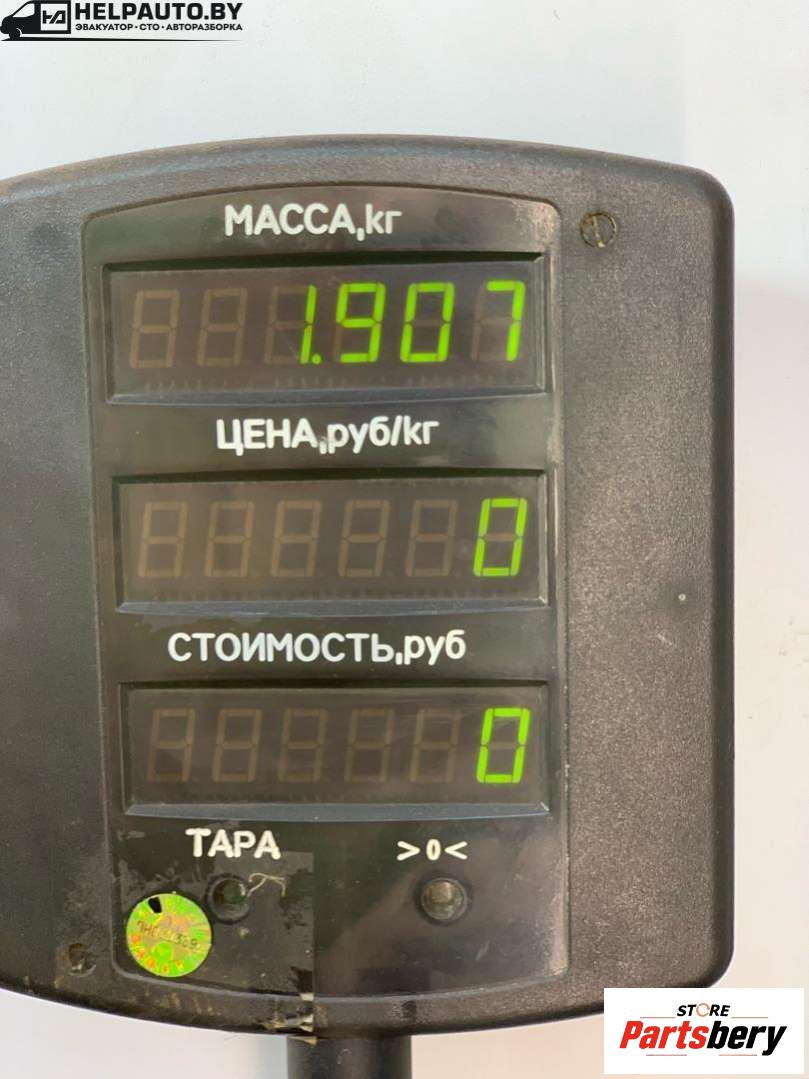 HELPAUTO.BY
ЭВАКУАТОР • СТО • АВТОРАЗБОРКА
МАССА,кг
1.907
ЦЕНА,руб/кг
0
СТОИМОСТЬ,руб
0
ТАРА >0<
STORE
Partsbery